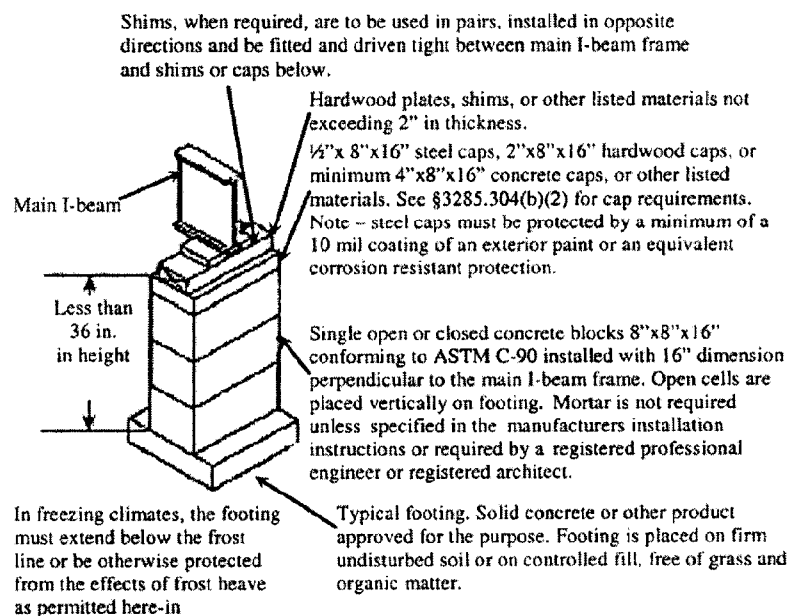 Shims, when required, are to be used in pairs, installed in opposite
directions and be fitted and driven tight between main I-beam frame
and shims or caps below.
Hardwood plates, shims, or other listed materials not
exceeding 2" in thickness.
½"x 8"x16" steel caps, 2"x8"x16" hardwood caps, or
minimum 4"x8"x16" concrete caps, or other listed
materials. See §3285.304(b)(2) for cap requirements.
Note – steel caps must be protected by a minimum of a
10 mil coating of an exterior paint or an equivalent
corrosion resistant protection.
Main I-beam
Less than
36 in.
in height
Single open or closed concrete blocks 8"x8"x16"
conforming to ASTM C-90 installed with 16" dimension
perpendicular to the main I-beam frame. Open cells are
placed vertically on footing. Mortar is not required
unless specified in the manufacturers installation
instructions or required by a registered professional
engineer or registered architect.
In freezing climates, the footing
must extend below the frost
line or be otherwise protected
from the effects of frost heave
as permitted here-in
Typical footing. Solid concrete or other product
approved for the purpose. Footing is placed on firm
undisturbed soil or on controlled fill, free of grass and
organic matter.